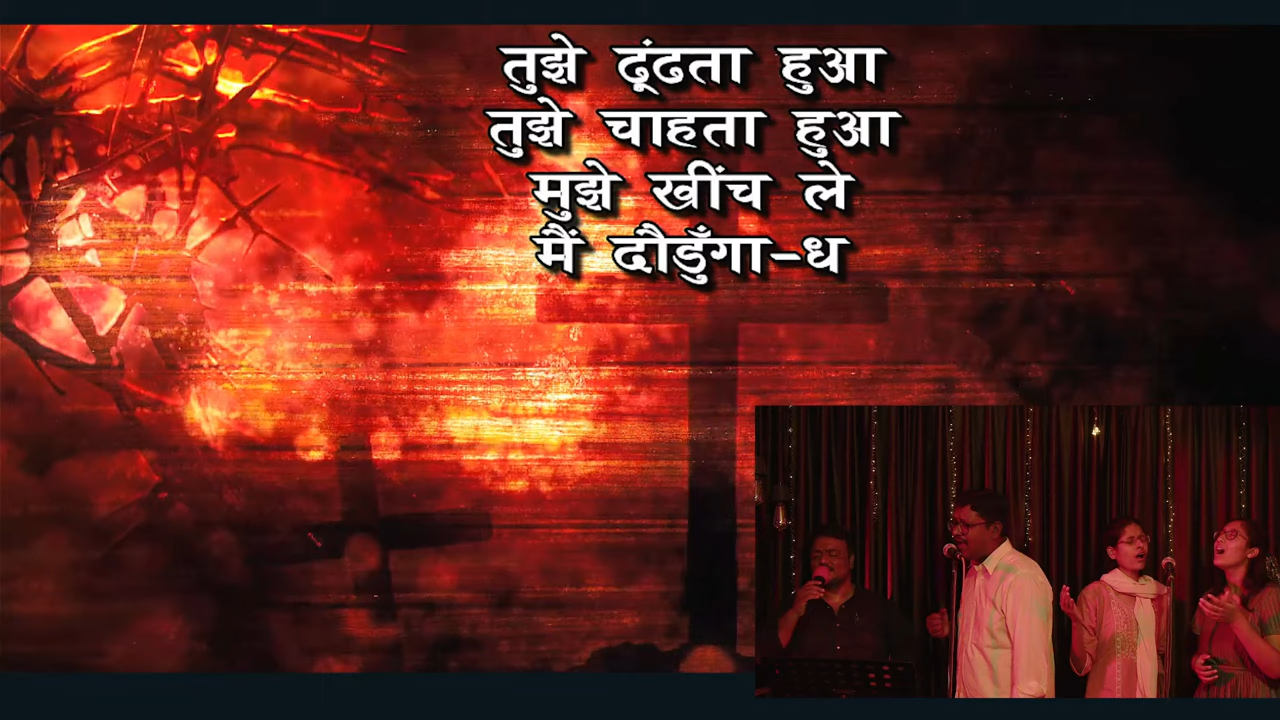 तुझे ढूंढता हुआ
तुझे चाहता हुआ
मुझे खींच ले
मैं दौडुँगा-ध